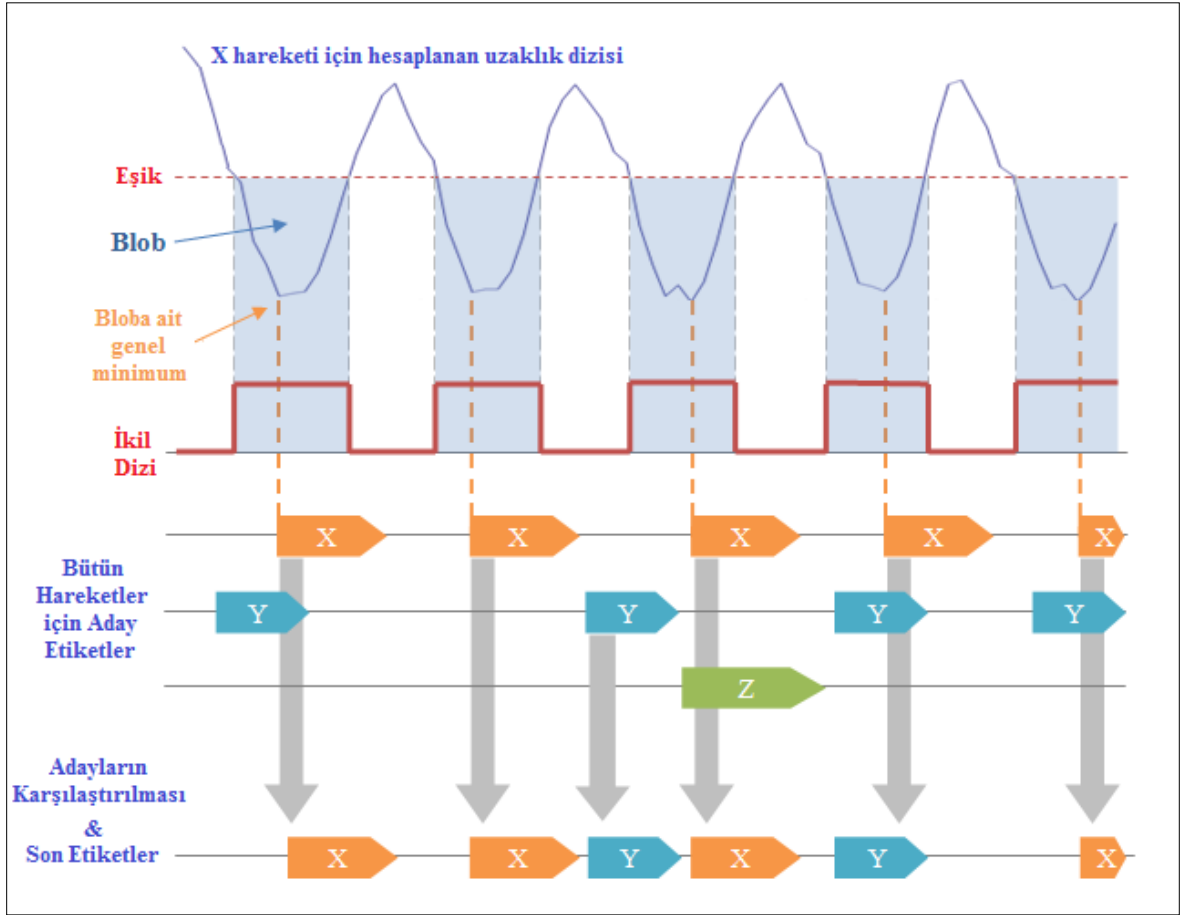 X hareketi için hesaplanan uzaklık dizisi
Eşik
Blob
Bloba ait
genel
minimum
İkil
Dizi
X X X X X
Bütün
Hareketler
için Aday
Etiketler
Y Y Y Y
Z
Adayların
Karşılaştırılması
&
Son Etiketler
X X Y X Y X